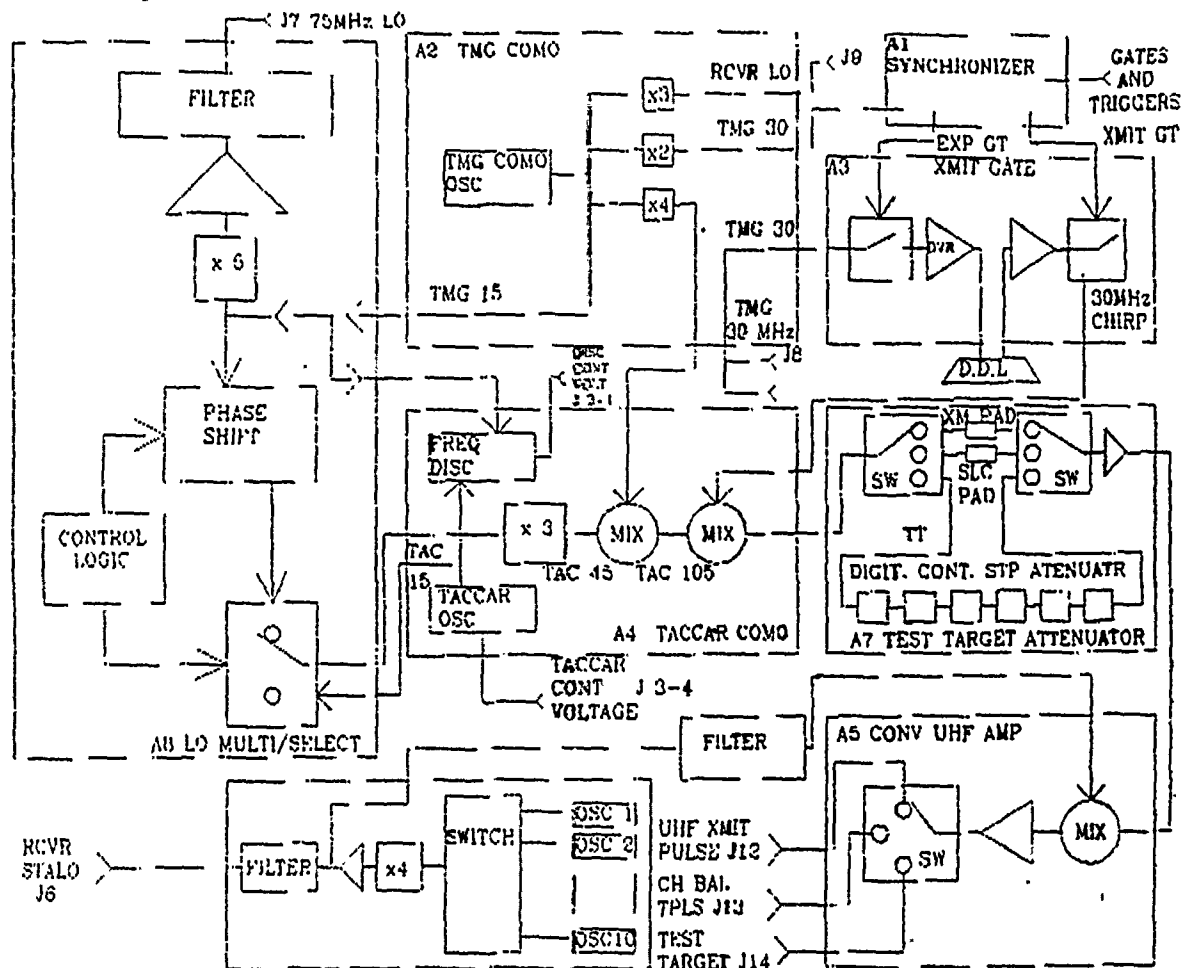 J7 75MHz LO
FILTER
x 6
TMG 15
PHASE
SHIFT
CONTROL
LOGIC
A8 LO MULTI/SELECT
A2 TMG COMO
RCVR LO
x3
TMG 30
x2
TMG COMO
OSC
x4
TMG 30
TMG
30 MHz
J8
J9
A1
SYNCHRONIZER
GATES
AND
TRIGGERS
XMIT GT
EXP GT
XMIT GATE
A3
DVR
30MHz
CHIRP
D.D.L
DISC
CONT
VOLT
J 3-1
FREQ
DISC
x 3
MIX
MIX
TAC
15
TAC 45
TAC 105
TACCAR
OSC
A4 TACCAR COMO
TACCAR
CONT J 3-4
VOLTAGE
XM PAD
SW
SLC
PAD
SW
TT
DIGIT. CONT. STP ATENUATR
A7 TEST TARGET ATTENUATOR
FILTER
A5 CONV UHF AMP
MIX
SW
UHF XMIT
PULSE J12
CH BAL
TPLS J13
TEST
TARGET J14
RCVR
STALO
J6
FILTER
x4
SWITCH
OSC 1
OSC 2
OSC10